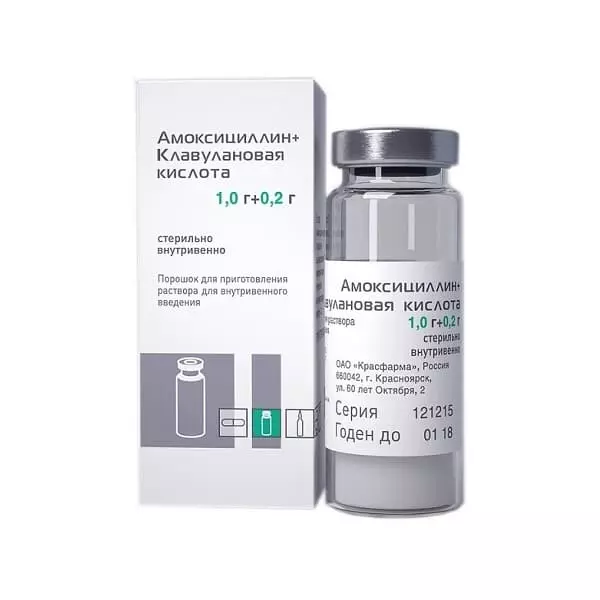 Амоксициллин+
Клавулановая
кислота
1,0 г+0,2 г
стерильно
внутривенно
Порошок для приготовления
раствора для внутривенного
введения
Амоксициллин+
вулановая кислота
раствора 1,0 г+0,2 г
стерильно
внутривенно
ОАО «Красфарма», Россия
660042, г. Красноярск,
ул. 60 лет Октября, 2
Серия 121215
Годен до 01 18